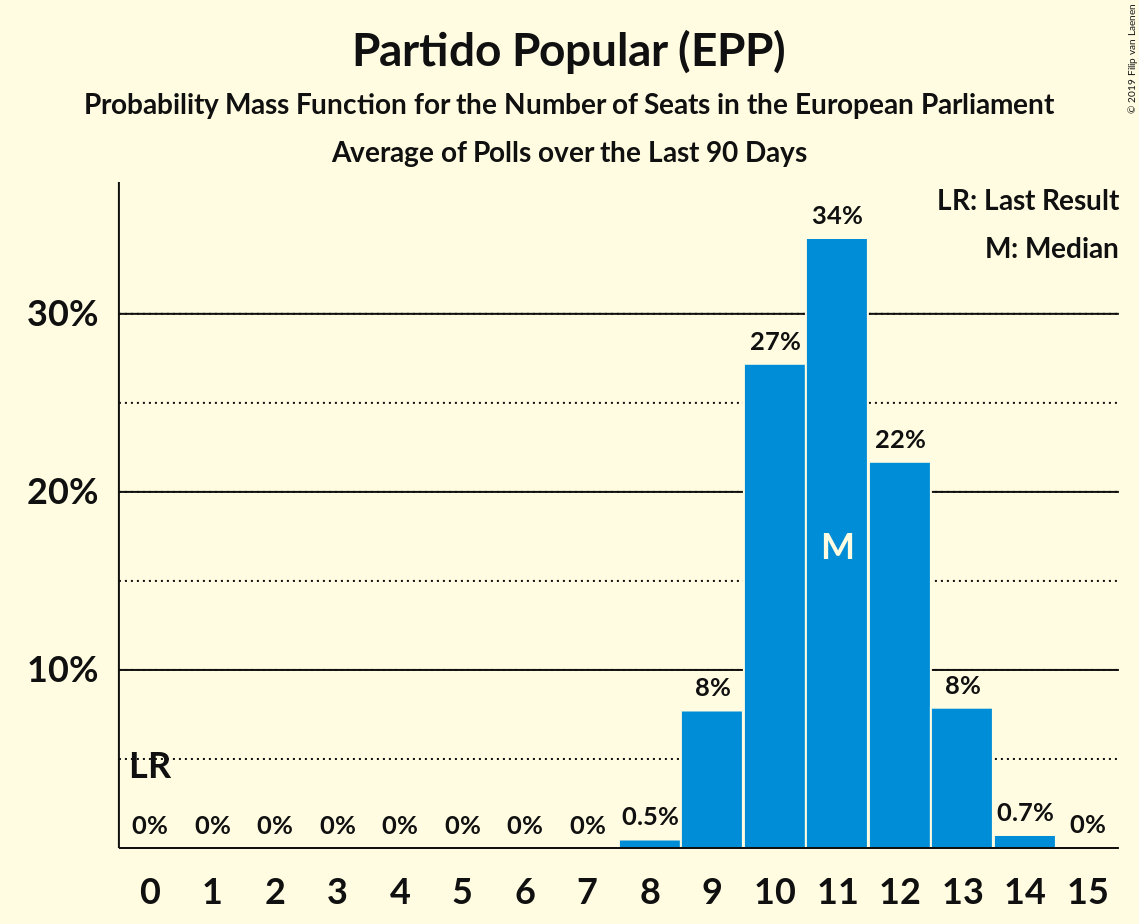 Partido Popular (EPP)
Probability Mass Function for the Number of Seats in the European Parliament
Average of Polls over the Last 90 Days
© 2019 Filip van Laenen
LR: Last Result
M: Median
34%
30%
27%
22%
20%
M
10%
8%
8%
LR
0% 0% 0% 0% 0% 0% 0% 0% 0.5% 0.7% 0%
0 1 2 3 4 5 6 7 8 9 10 11 12 13 14 15